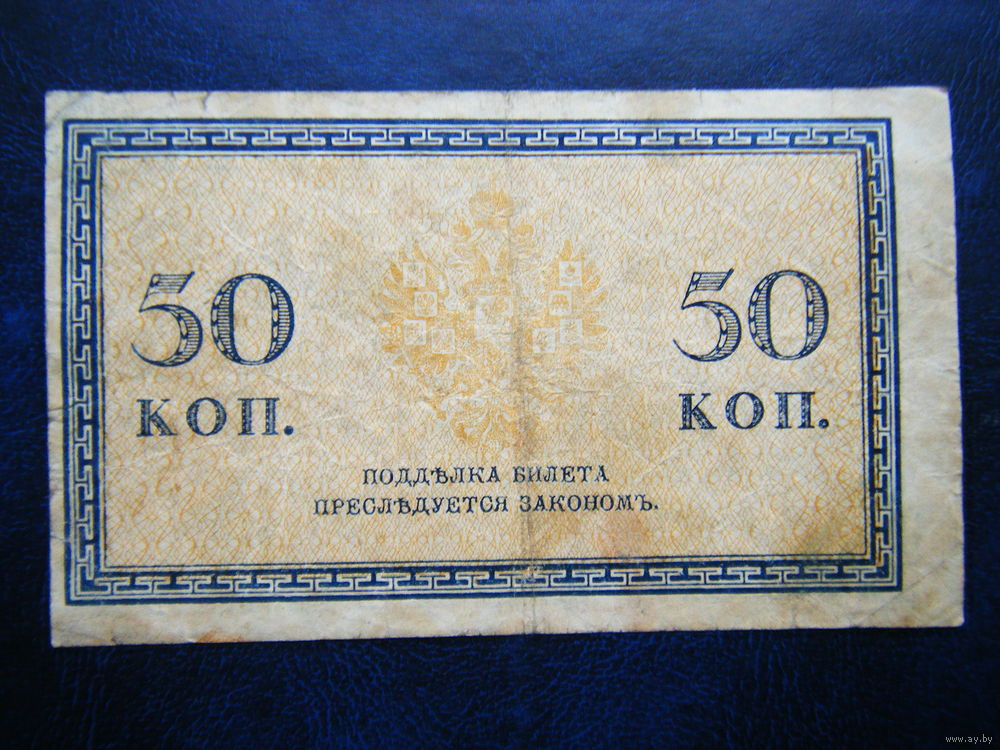 50 50
КОП. КОП.
ПОДДѢЛКА БИЛЕТА
ПРЕСЛѢДУЕТСЯ ЗАКОНОМЪ.
www.ay.by